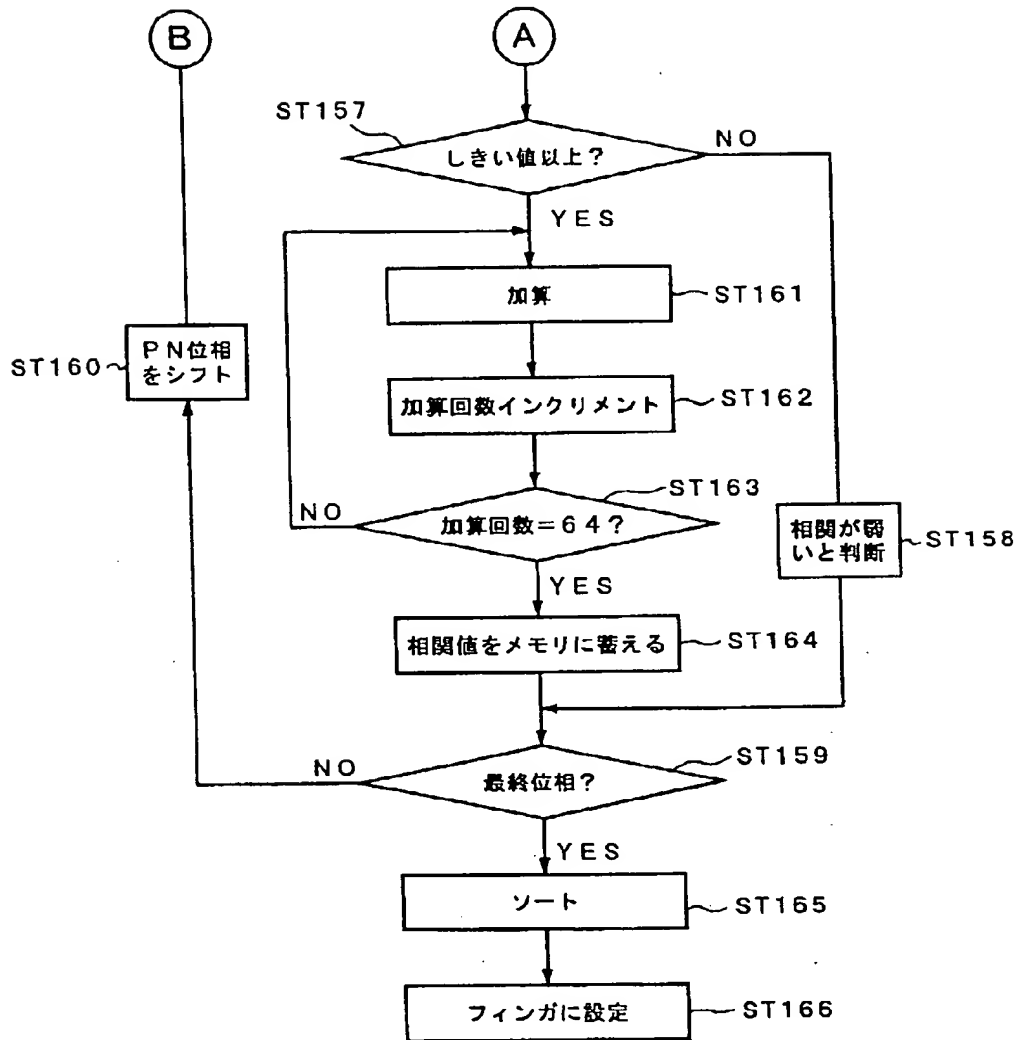 B
A
ST157
しきい値以上?
NO
YES
加算
ST161
ST160
PN位相
をシフト
加算回数インクリメント
ST162
ST163
NO
加算回数=64?
相関が弱
いと判断
ST158
YES
相関値をメモリに蓄える
ST164
ST159
NO
最終位相?
YES
ソート
ST165
フィンガに設定
ST166